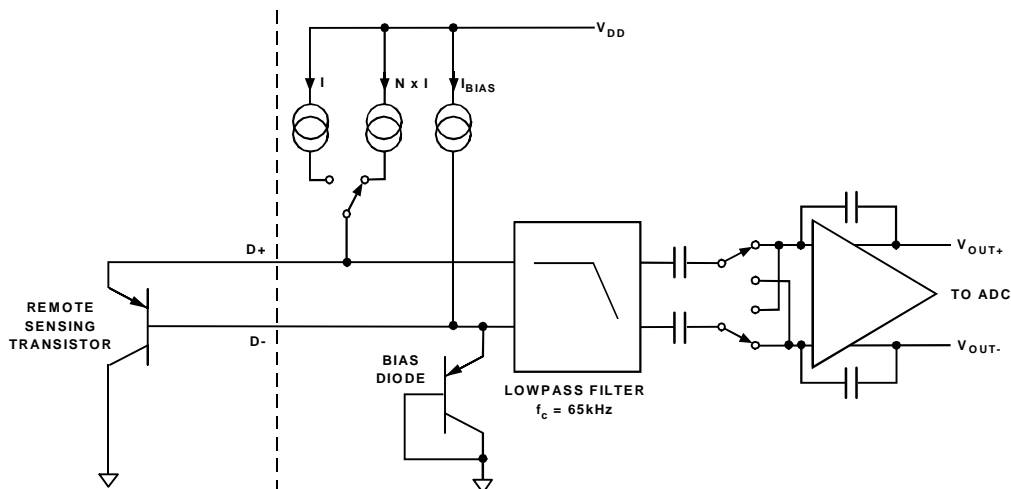 V_DD
I
N x I
I_BIAS
D+
REMOTE
SENSING
TRANSISTOR
D-
BIAS
DIODE
LOWPASS FILTER
f_c = 65kHz
V_OUT+
TO ADC
V_OUT-